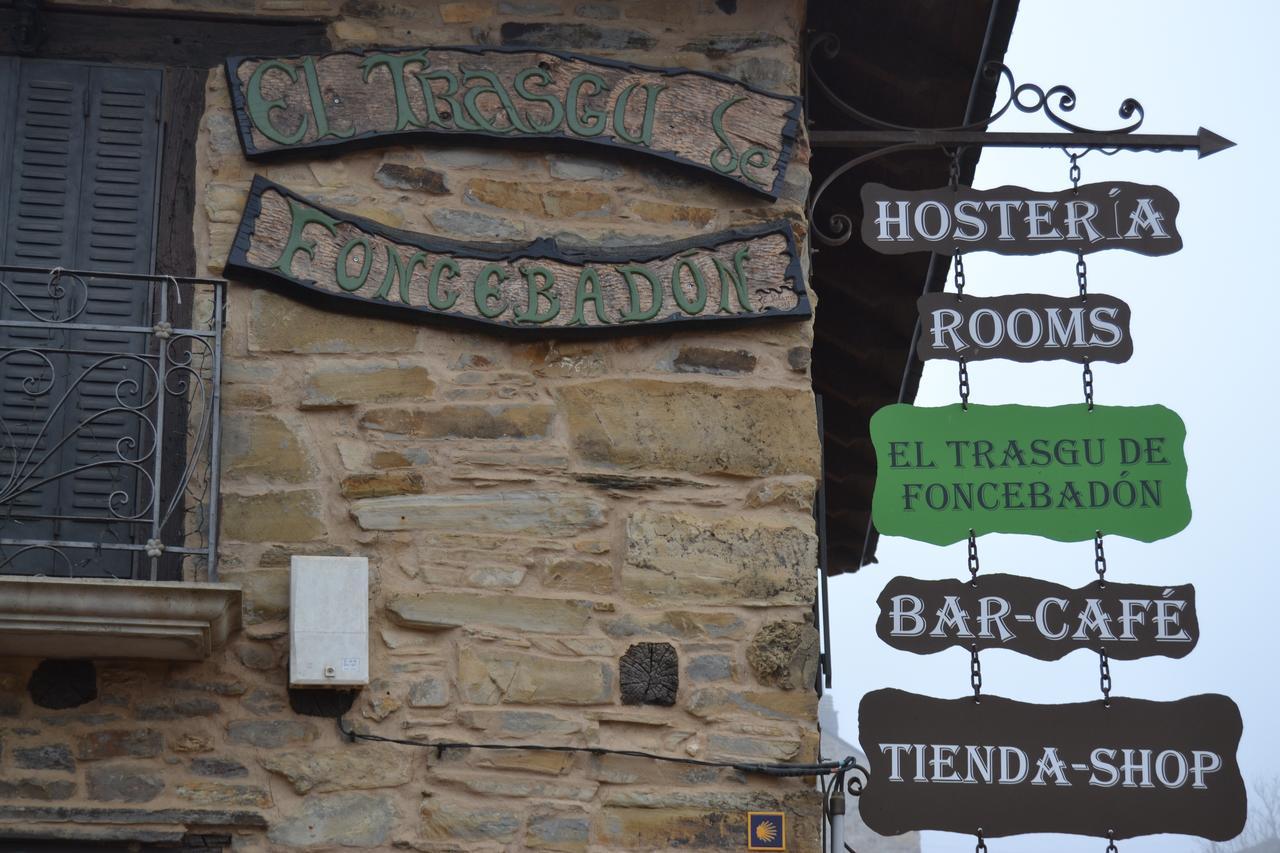 El Trasgu de
Foncebadón
HOSTERÍA
ROOMS
EL TRASGU DE
FONCEBADÓN
BAR-CAFÉ
TIENDA-SHOP